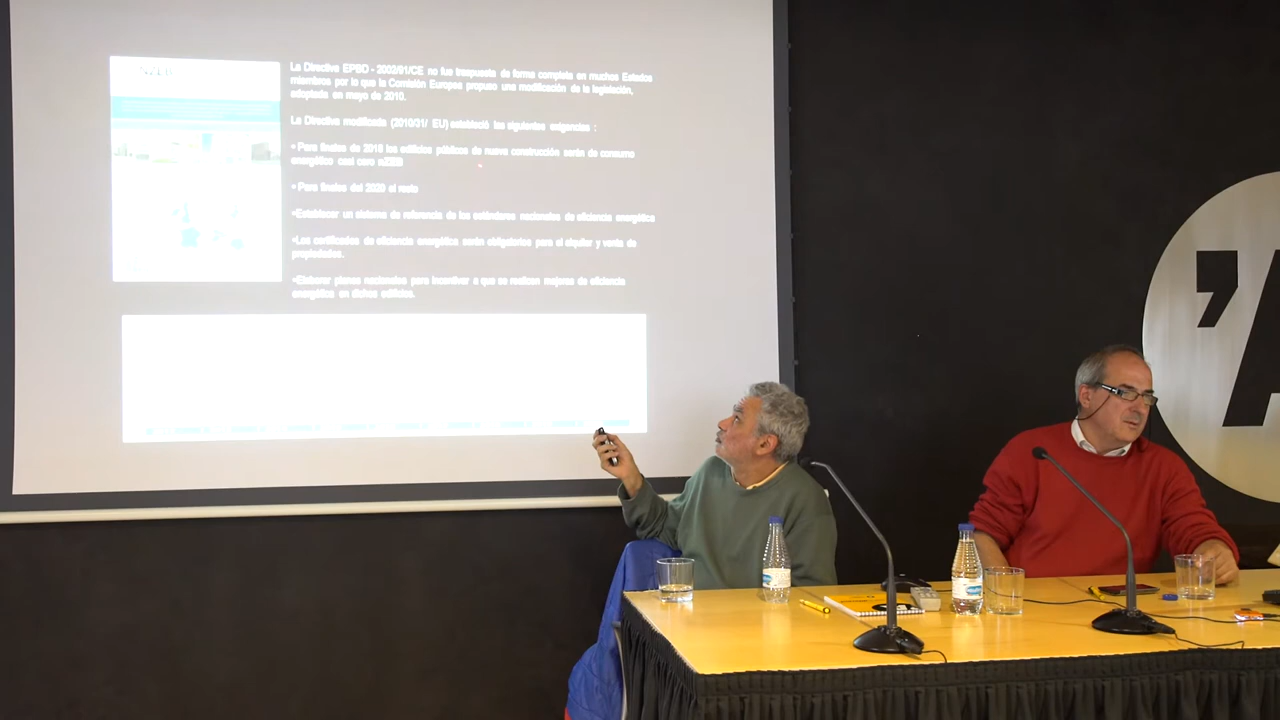 NZEB
La Directiva EPBD - 2002/91/CE no fue traspuesta de forma completa en muchos Estados
miembros por lo que la Comisión Europea propuso una modificación de la legislación,
adoptada en mayo de 2010.
La Directiva modificada (2010/31/ EU) estableció las siguientes exigencias :
• Para finales de 2018 los edificios públicos de nueva construcción serán de consumo
energético casi cero nZEB
• Para finales del 2020 el resto
•Establecer un sistema de referencia de los estándares nacionales de eficiencia energética
•Los certificados de eficiencia energética serán obligatorios para el alquiler y venta de
propiedades.
•Elaborar planes nacionales para incentivar a que se realicen mejoras de eficiencia
energética en dichos edificios.
'A